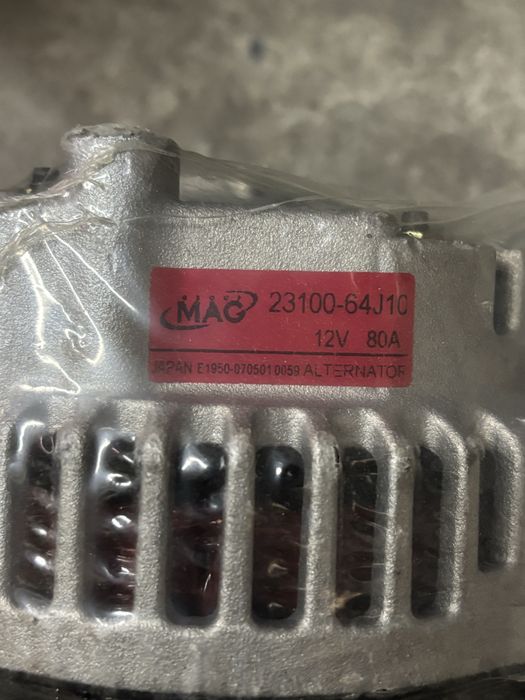 MAG 23100-64J10
12V 80A
JAPAN E1950-0705010059 ALTERNATOR